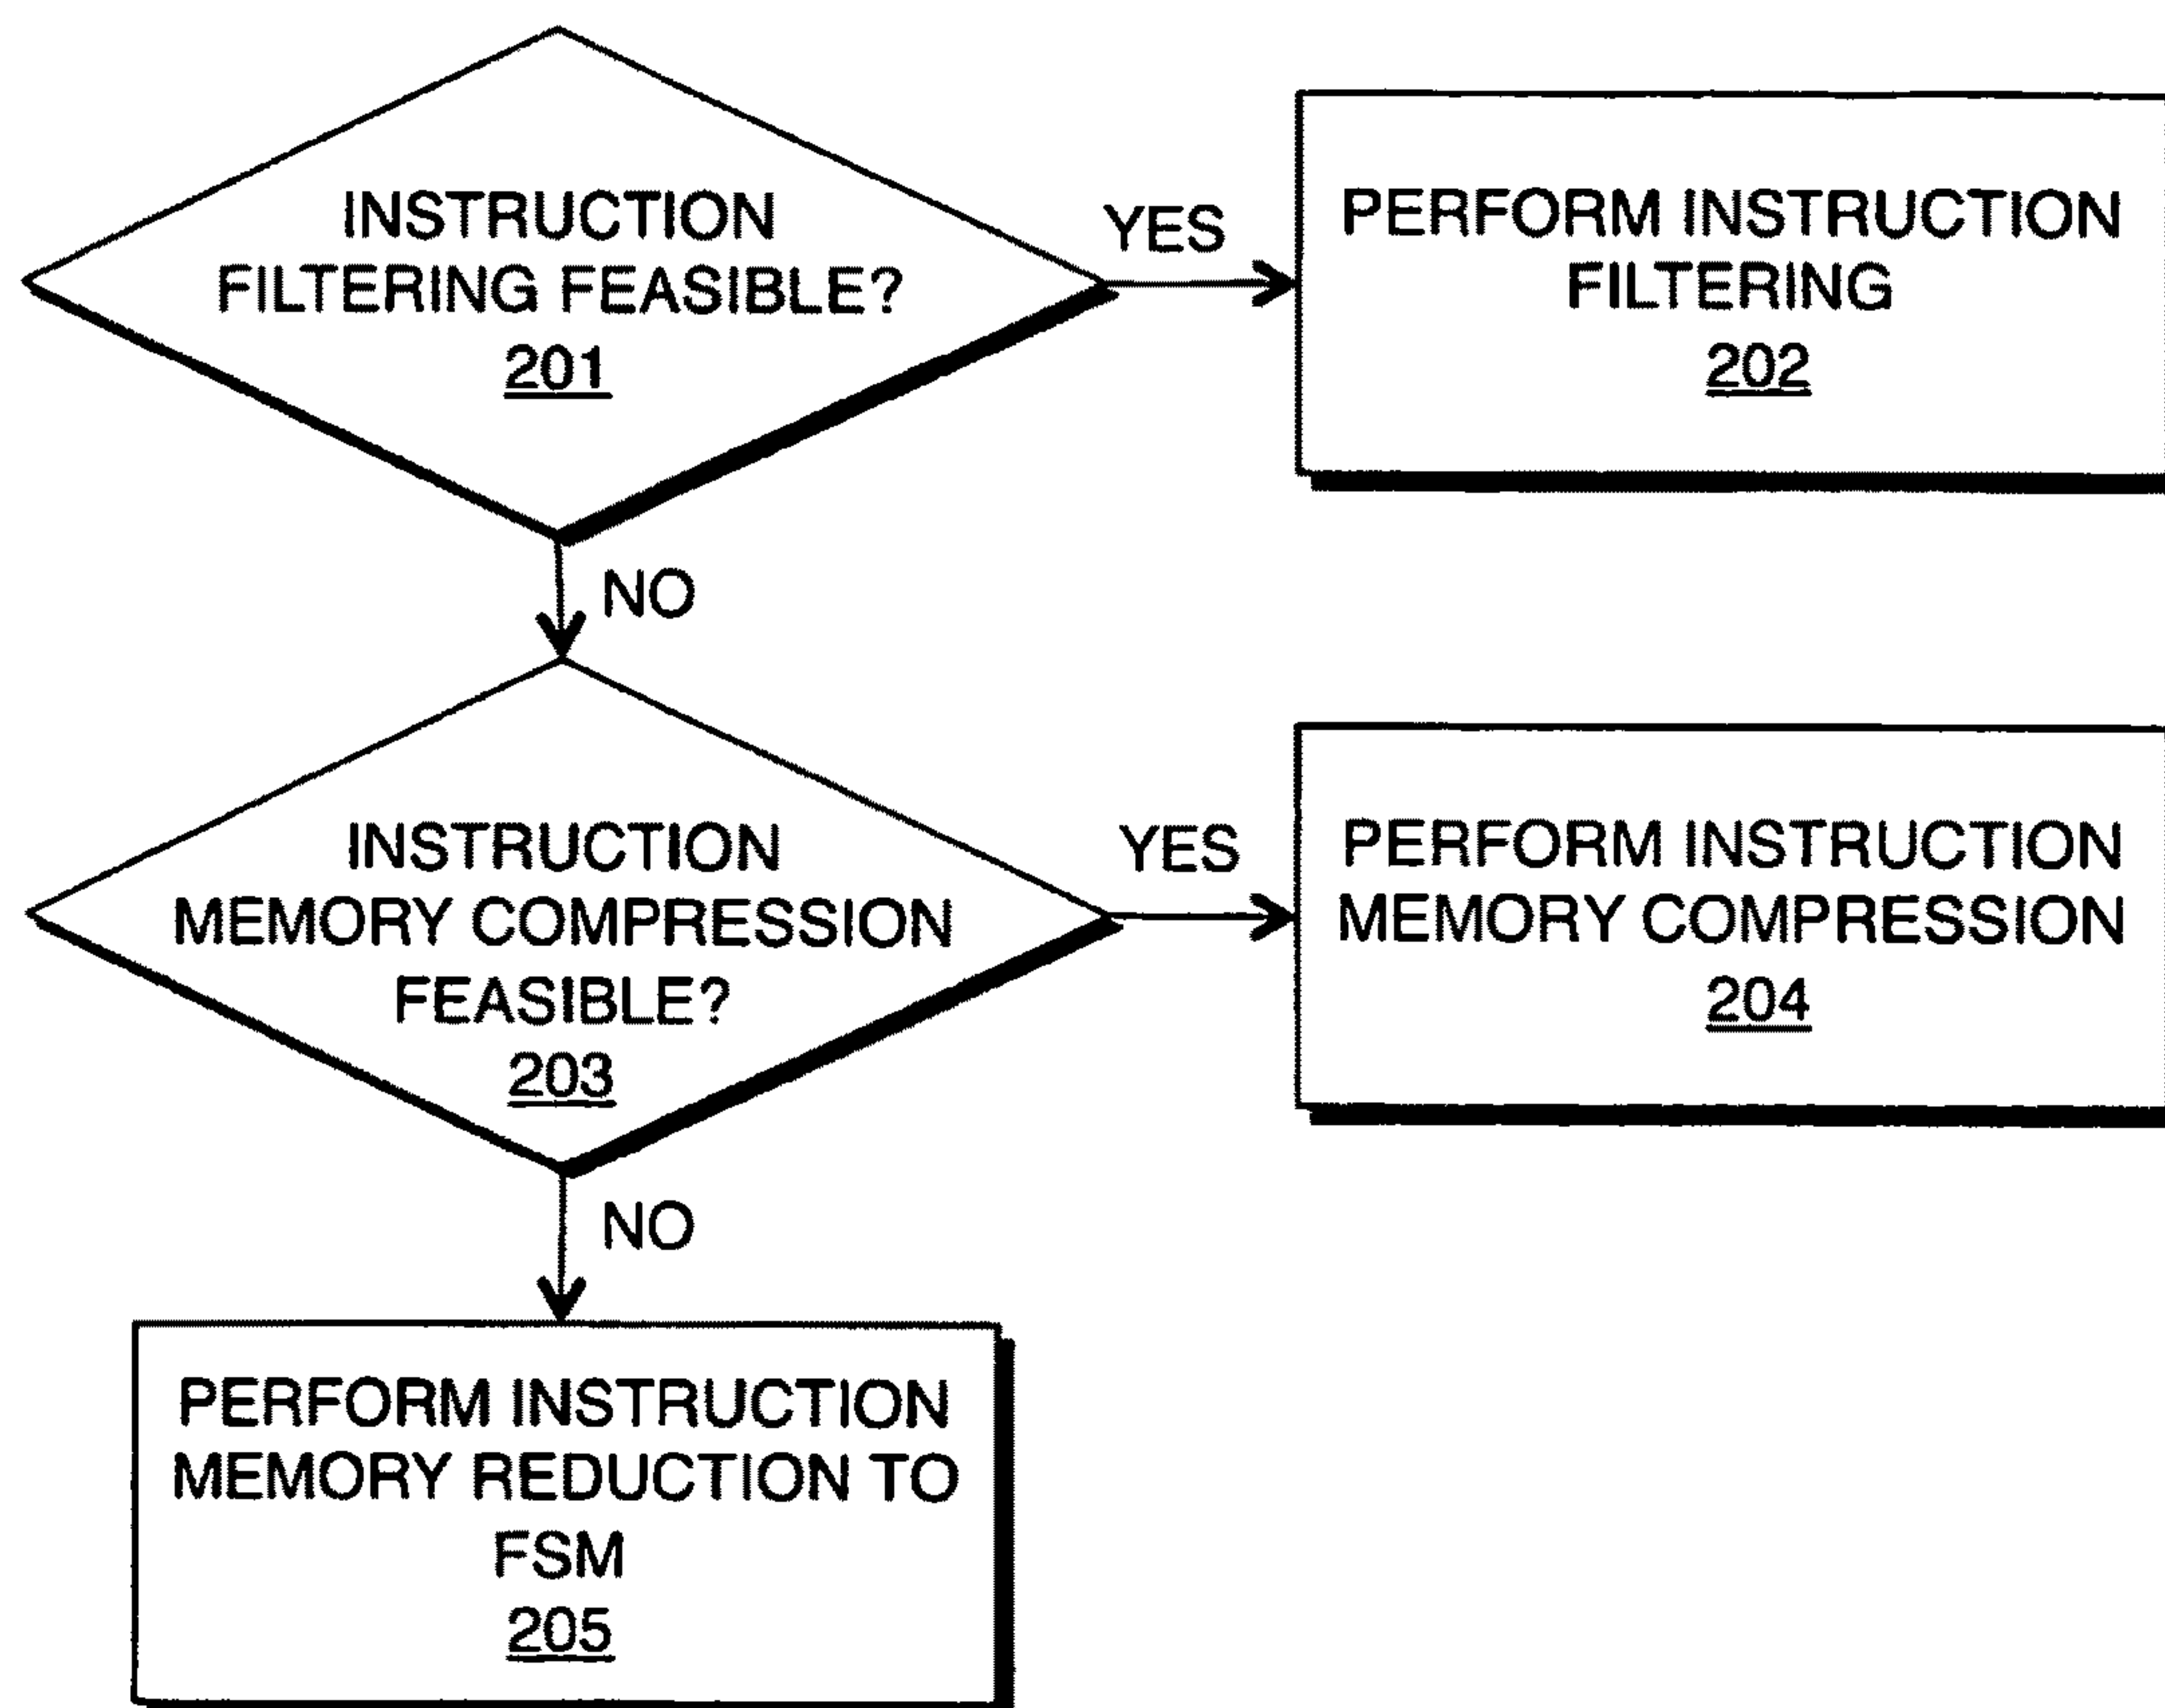 INSTRUCTION
FILTERING FEASIBLE?
201
YES
PERFORM INSTRUCTION
FILTERING
202
NO
INSTRUCTION
MEMORY COMPRESSION
FEASIBLE?
203
YES
PERFORM INSTRUCTION
MEMORY COMPRESSION
204
NO
PERFORM INSTRUCTION
MEMORY REDUCTION TO
FSM
205